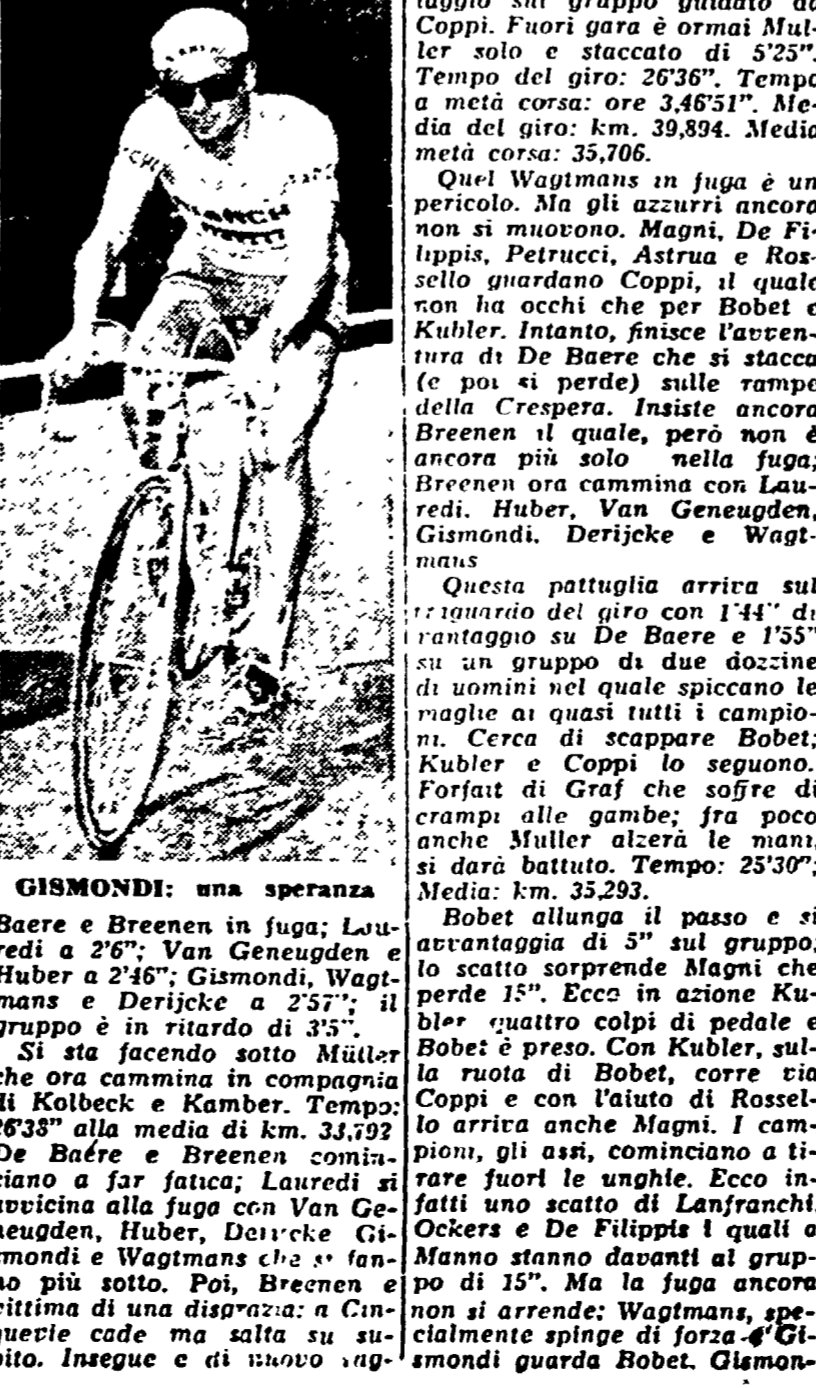 GISMONDI: una speranza
Baere e Breenen in fuga; Lau-
redi a 2'6"; Van Geneugden e
Huber a 2'46"; Gismondi, Wagt-
mans e Derijcke a 2'57"; il
gruppo è in ritardo di 3'5".
Si sta facendo sotto Müller
che ora cammina in compagnia
di Kolbeck e Kamber. Tempo:
26'38" alla media di km. 33,792
De Baere e Breenen comin-
ciano a far fatica; Lauredi si
avvicina alla fuga con Van Ge-
neugden, Huber, Derijcke Gi-
smondi e Wagtmans che si fan-
no più sotto. Poi, Breenen e
vittima di una disgrazia: a Cin-
quevie cade ma salta su su-
bito. Insegue e di nuovo rag-
taggio sul gruppo guidato da
Coppi. Fuori gara è ormai Mul-
ler solo e staccato di 5'25".
Tempo del giro: 26'36". Tempo
a metà corsa: ore 3,46'51". Me-
dia del giro: km. 39,894. Media
metà corsa: 35,706.
Quel Wagtmans in fuga è un
pericolo. Ma gli azzurri ancora
non si muovono. Magni, De Fi-
lippis, Petrucci, Astrua e Ros-
sello guardano Coppi, il quale
non ha occhi che per Bobet e
Kubler. Intanto, finisce l'avven-
tura di De Baere che si stacca
(e poi si perde) sulle rampe
della Crespera. Insiste ancora
Breenen il quale, però non è
ancora più solo nella fuga;
Breenen ora cammina con Lau-
redi. Huber, Van Geneugden,
Gismondi. Derijcke e Wagt-
mans
Questa pattuglia arriva sul
traguardo del giro con 1'44" di
vantaggio su De Baere e 1'55"
su un gruppo di due dozzine
di uomini nel quale spiccano le
maglie di quasi tutti i campio-
ni. Cerca di scappare Bobet;
Kubler e Coppi lo seguono.
Forfait di Graf che soffre di
crampi alle gambe; fra poco
anche Muller alzerà le mani,
si darà battuto. Tempo: 25'30";
Media: km. 35,293.
Bobet allunga il passo e si
avvantaggia di 5" sul gruppo;
lo scatto sorprende Magni che
perde 15". Ecco in azione Ku-
bler quattro colpi di pedale e
Bobet è preso. Con Kubler, sul-
la ruota di Bobet, corre via
Coppi e con l'aiuto di Rossel-
lo arriva anche Magni. I cam-
pioni, gli assi, cominciano a ti-
rare fuori le unghie. Ecco in-
fatti uno scatto di Lanfranchi,
Ockers e De Filippis i quali a
Manno stanno davanti al grup-
po di 15". Ma la fuga ancora
non si arrende; Wagtmans, spe-
cialmente spinge di forza Gi-
smondi guarda Bobet. Gismon-